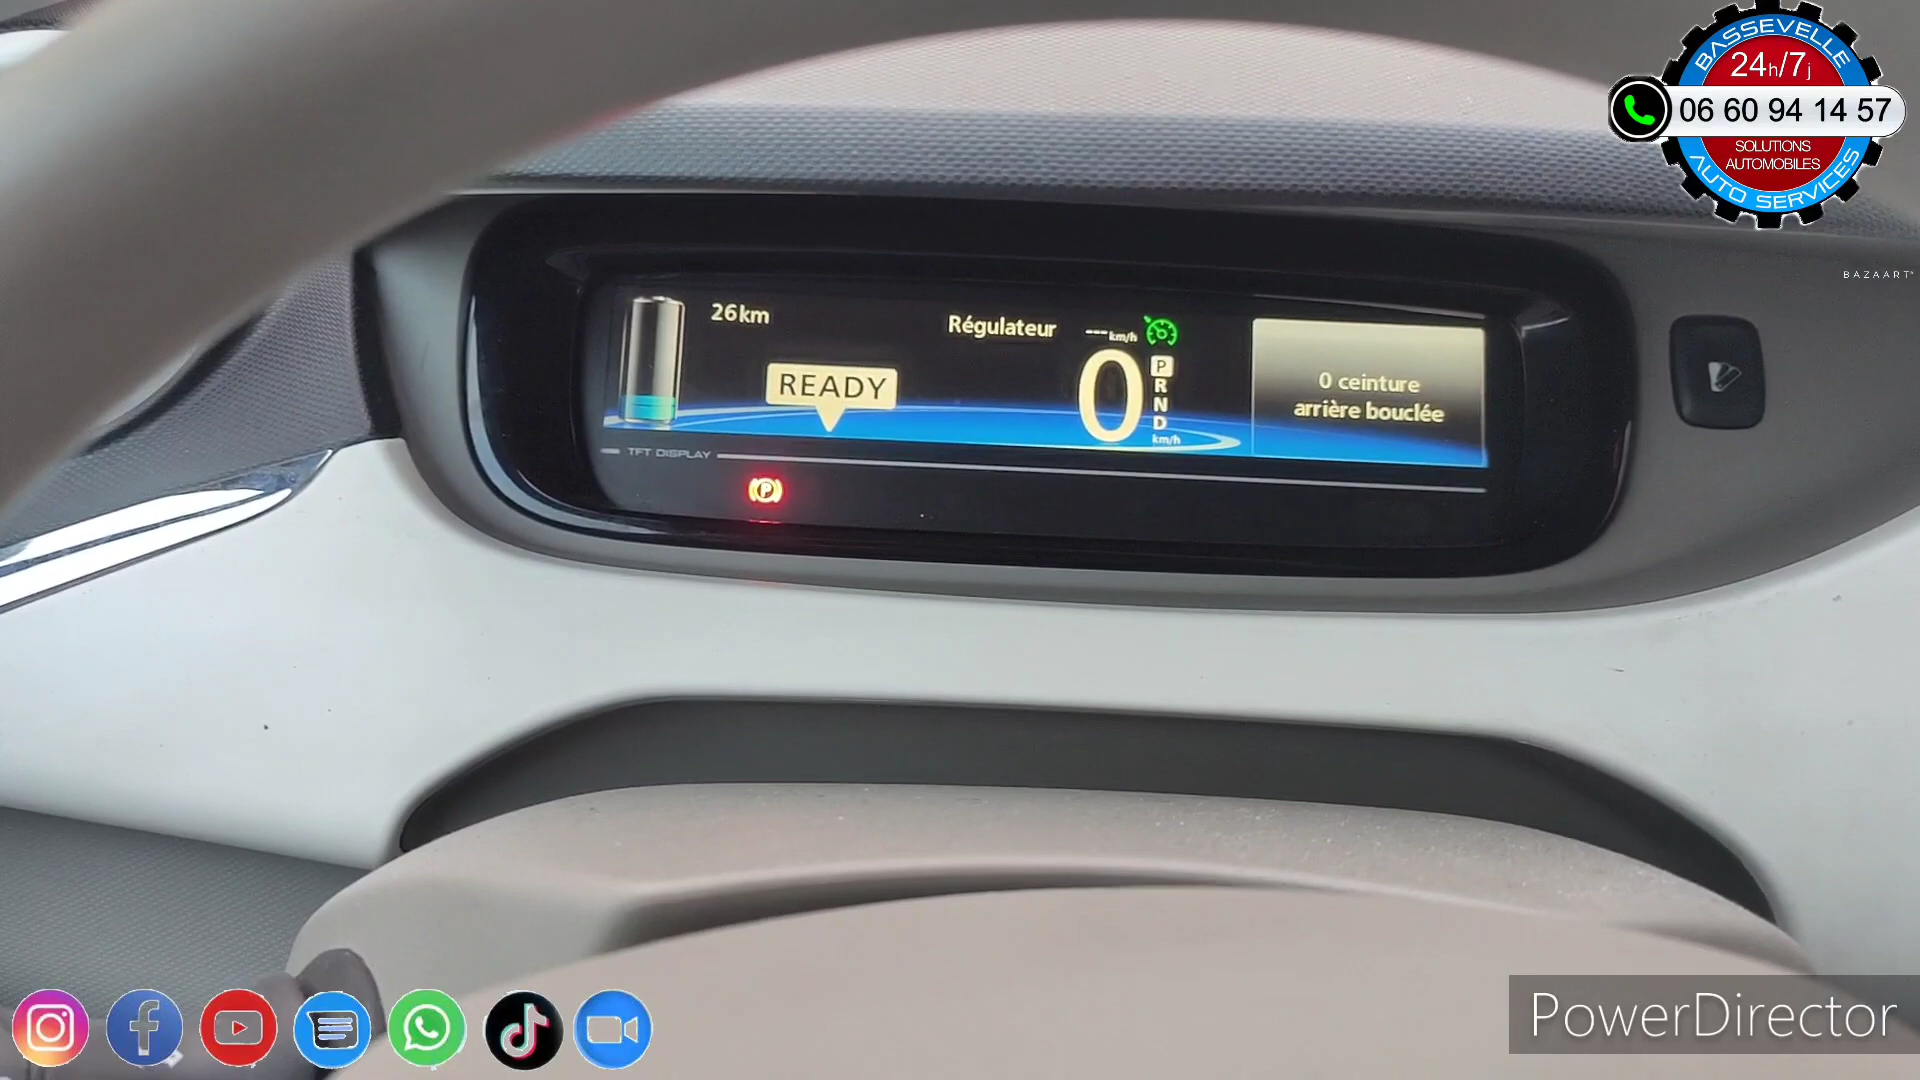 BASSEVELLE
24h/7j
06 60 94 14 57
SOLUTIONS
AUTOMOBILES
AUTO SERVICES
BAZAART
26km
Régulateur
---km/h
READY
0
P
R
N
D
km/h
0 ceinture
arrière bouclée
TFT DISPLAY
P
PowerDirector